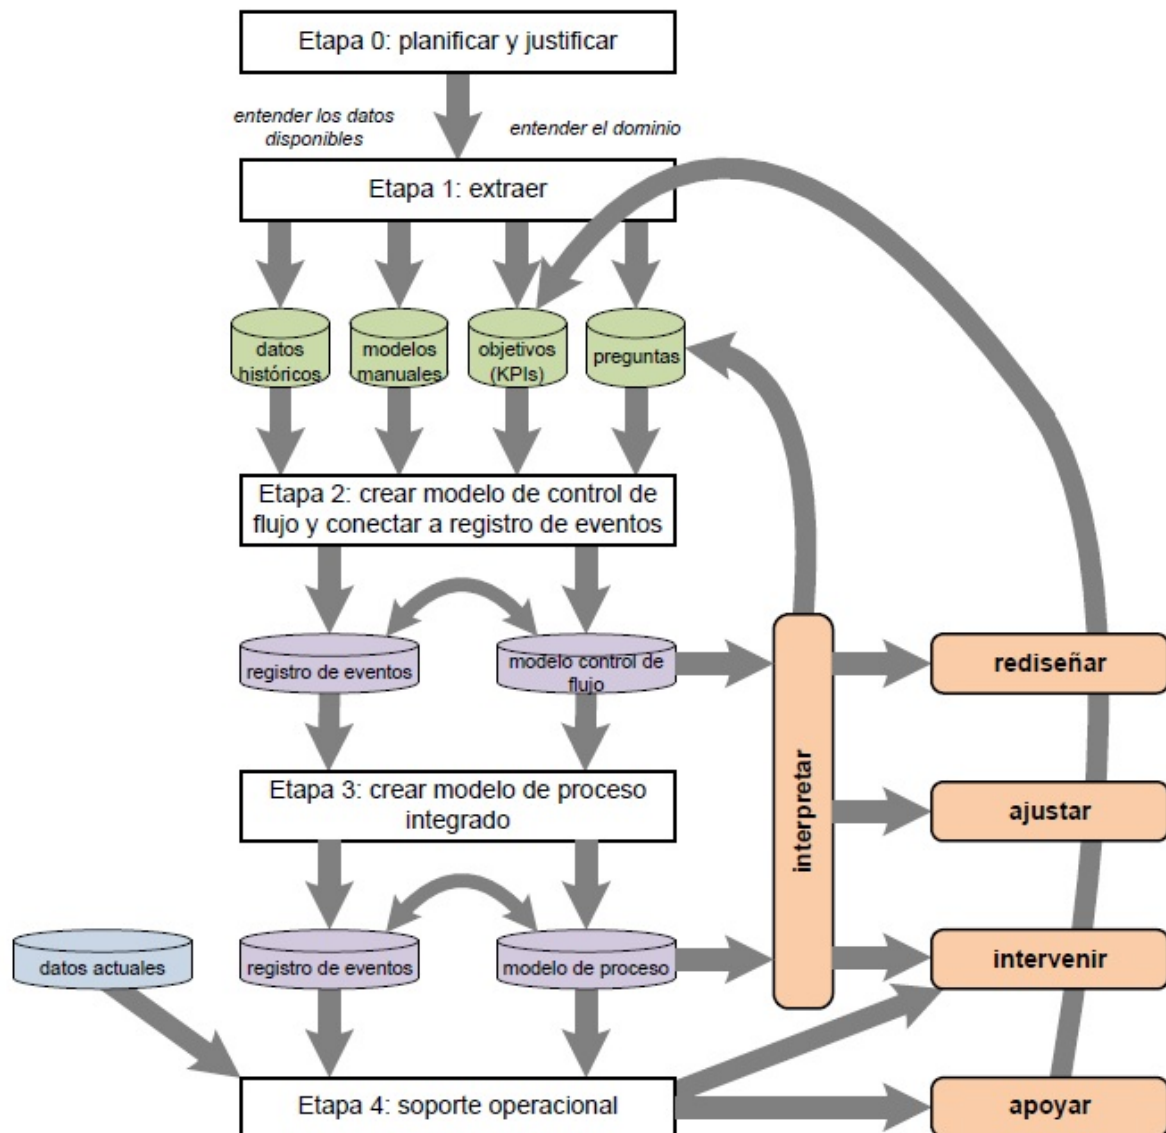 Etapa 0: planificar y justificar
entender los datos
disponibles
entender el dominio
Etapa 1: extraer
datos
históricos
modelos
manuales
objetivos
(KPIs)
preguntas
Etapa 2: crear modelo de control de
flujo y conectar a registro de eventos
registro de eventos
modelo control de
flujo
interpretar
rediseñar
Etapa 3: crear modelo de proceso
integrado
ajustar
datos actuales
registro de eventos
modelo de proceso
intervenir
Etapa 4: soporte operacional
apoyar